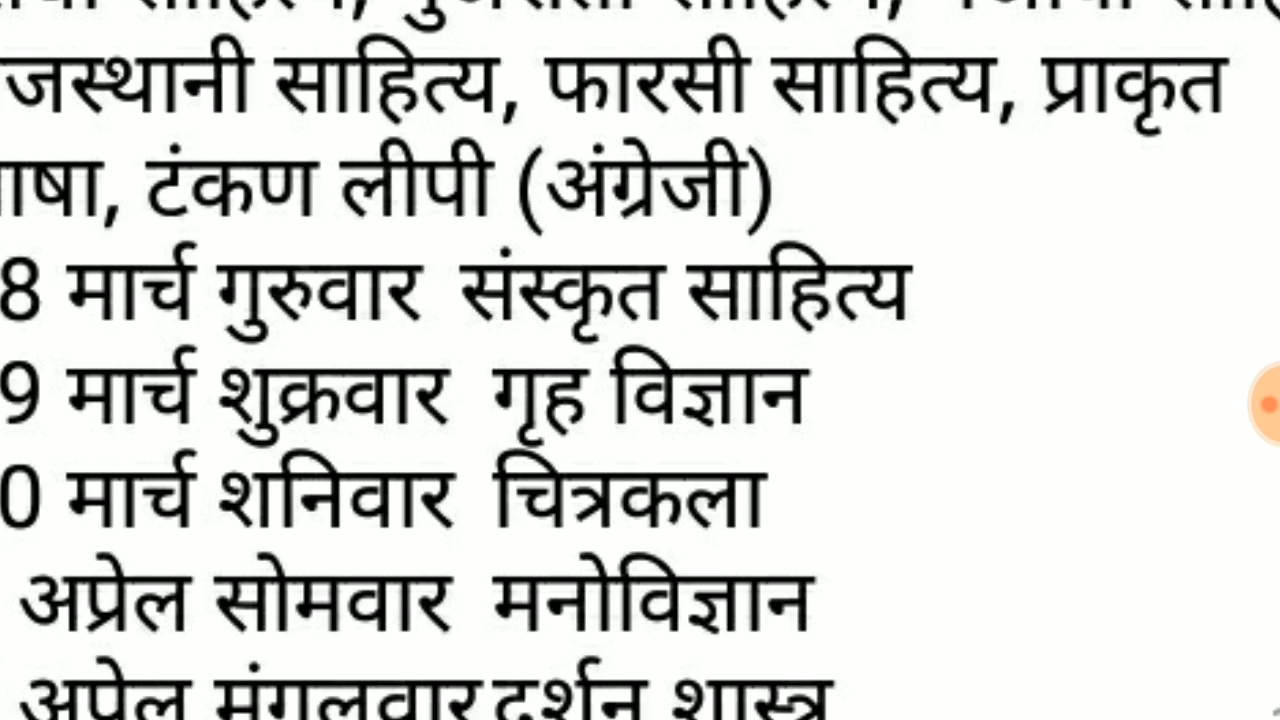 साहित्य,
जस्थानी साहित्य, फारसी साहित्य, प्राकृत
टंकण लीपी (अंग्रेजी)
8 मार्च गुरुवार संस्कृत साहित्य
9 मार्च शुक्रवार गृह विज्ञान
0 मार्च शनिवार चित्रकला
अप्रेल सोमवार मनोविज्ञान
अप्रेल मंगलवार दर्शन शास्त्र